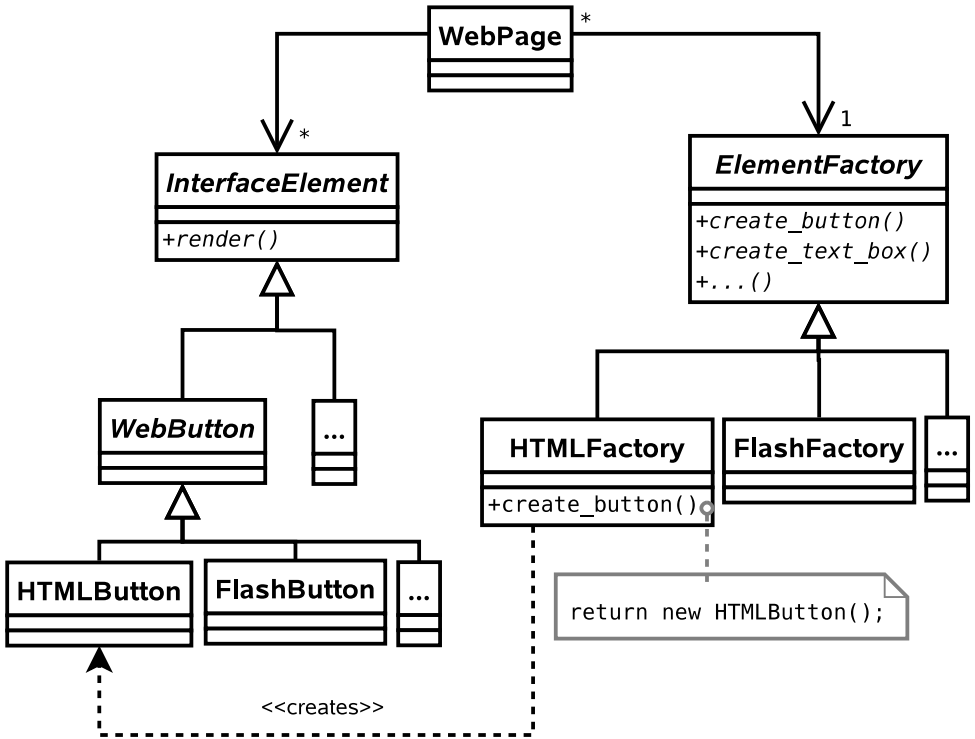 WebPage
*
*
1
InterfaceElement
+render()
ElementFactory
+create_button()
+create_text_box()
+...()
WebButton
...
HTMLFactory
+create_button()
FlashFactory
...
HTMLButton
FlashButton
...
return new HTMLButton();
<<creates>>